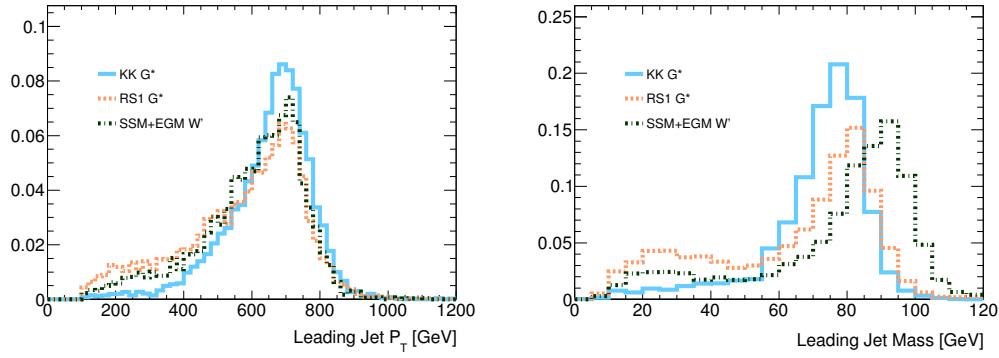 0.1
0.08
0.06
0.04
0.02
0
KK G*
RS1 G*
SSM+EGM W'
0 200 400 600 800 1000 1200
Leading Jet P_T [GeV]
0.25
0.2
0.15
0.1
0.05
0
KK G*
RS1 G*
SSM+EGM W'
0 20 40 60 80 100 120
Leading Jet Mass [GeV]